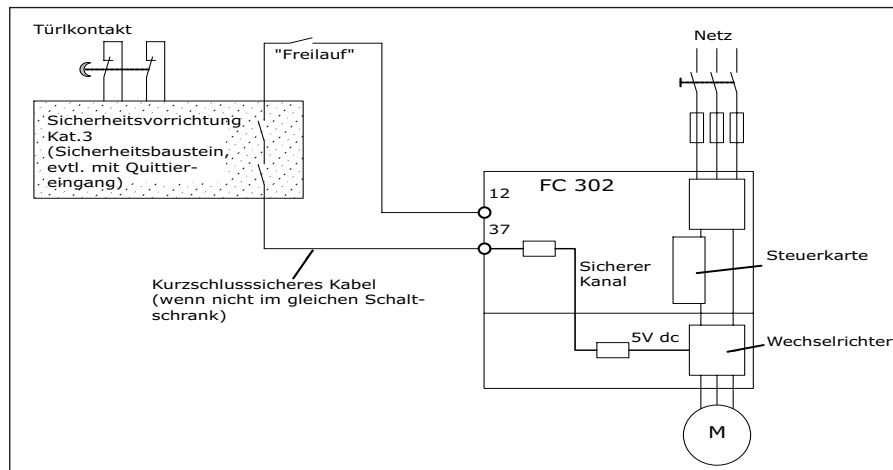 Türlkontakt
"Freilauf"
Netz
Sicherheitsvorrichtung
Kat.3
(Sicherheitsbaustein,
evtl. mit Quittier-
eingang)
12
FC 302
37
Sicherer
Kanal
Steuerkarte
Kurzschlusssicheres Kabel
(wenn nicht im gleichen Schalt-
schrank)
5V dc
Wechselrichter
M